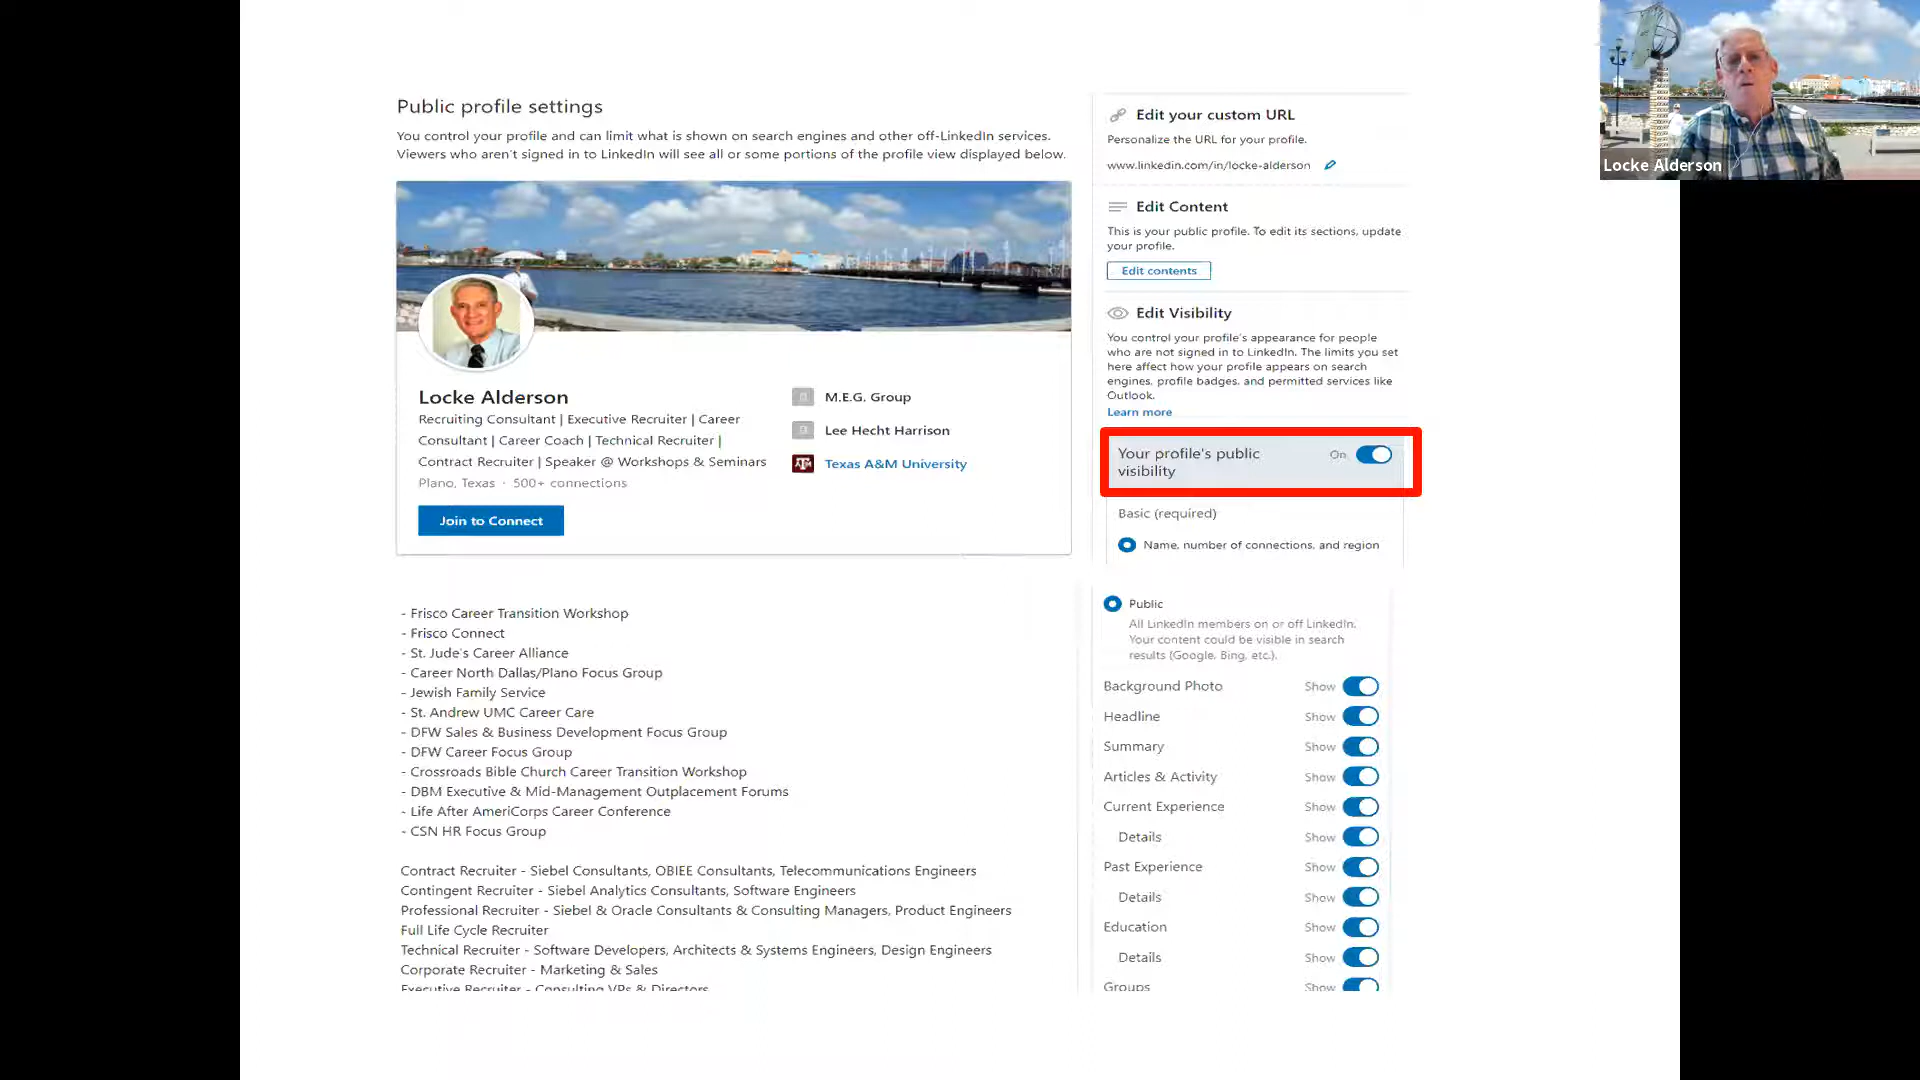 Public profile settings
You control your profile and can limit what is shown on search engines and other off-LinkedIn services.
Viewers who aren't signed in to LinkedIn will see all or some portions of the profile view displayed below.
Locke Alderson
Recruiting Consultant | Executive Recruiter | Career
Consultant | Career Coach | Technical Recruiter |
Contract Recruiter | Speaker @ Workshops & Seminars
Plano, Texas · 500+ connections
Join to Connect
M.E.G. Group
Lee Hecht Harrison
ATM Texas A&M University
- Frisco Career Transition Workshop
- Frisco Connect
- St. Jude's Career Alliance
- Career North Dallas/Plano Focus Group
- Jewish Family Service
- St. Andrew UMC Career Care
- DFW Sales & Business Development Focus Group
- DFW Career Focus Group
- Crossroads Bible Church Career Transition Workshop
- DBM Executive & Mid-Management Outplacement Forums
- Life After AmeriCorps Career Conference
- CSN HR Focus Group
Contract Recruiter - Siebel Consultants, OBIEE Consultants, Telecommunications Engineers
Contingent Recruiter - Siebel Analytics Consultants, Software Engineers
Professional Recruiter - Siebel & Oracle Consultants & Consulting Managers, Product Engineers
Full Life Cycle Recruiter
Technical Recruiter - Software Developers, Architects & Systems Engineers, Design Engineers
Corporate Recruiter - Marketing & Sales
Executive Recruiter - Consulting VPs & Directors
Edit your custom URL
Personalize the URL for your profile.
www.linkedin.com/in/locke-alderson
Edit Content
This is your public profile. To edit its sections, update
your profile.
Edit contents
Edit Visibility
You control your profile's appearance for people
who are not signed in to LinkedIn. The limits you set
here affect how your profile appears on search
engines, profile badges, and permitted services like
Outlook.
Learn more
Your profile's public On
visibility
Basic (required)
Name, number of connections, and region
Public
All LinkedIn members on or off LinkedIn.
Your content could be visible in search
results (Google, Bing, etc.).
Background Photo Show
Headline Show
Summary Show
Articles & Activity Show
Current Experience Show
Details Show
Past Experience Show
Details Show
Education Show
Details Show
Groups Show
Locke Alderson